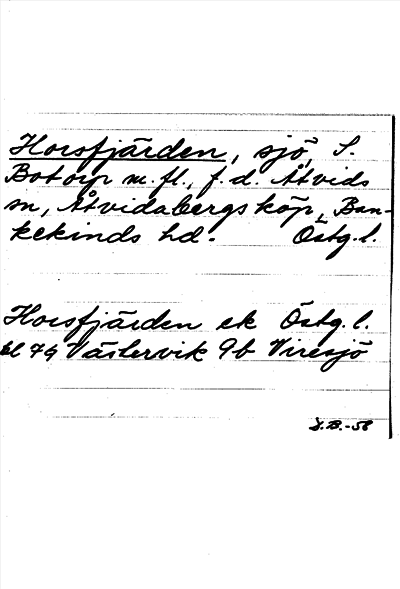 Horsfjärden, sjö, S.
Botorp m.fl., f.d. Åtvids
sn, Åtvidabergs köp, Ban-
kekinds hd. Östg.l.
Horsfjärden ek Östg.l.
bl 79 Västervik 9b Viresjö
J.B.-58